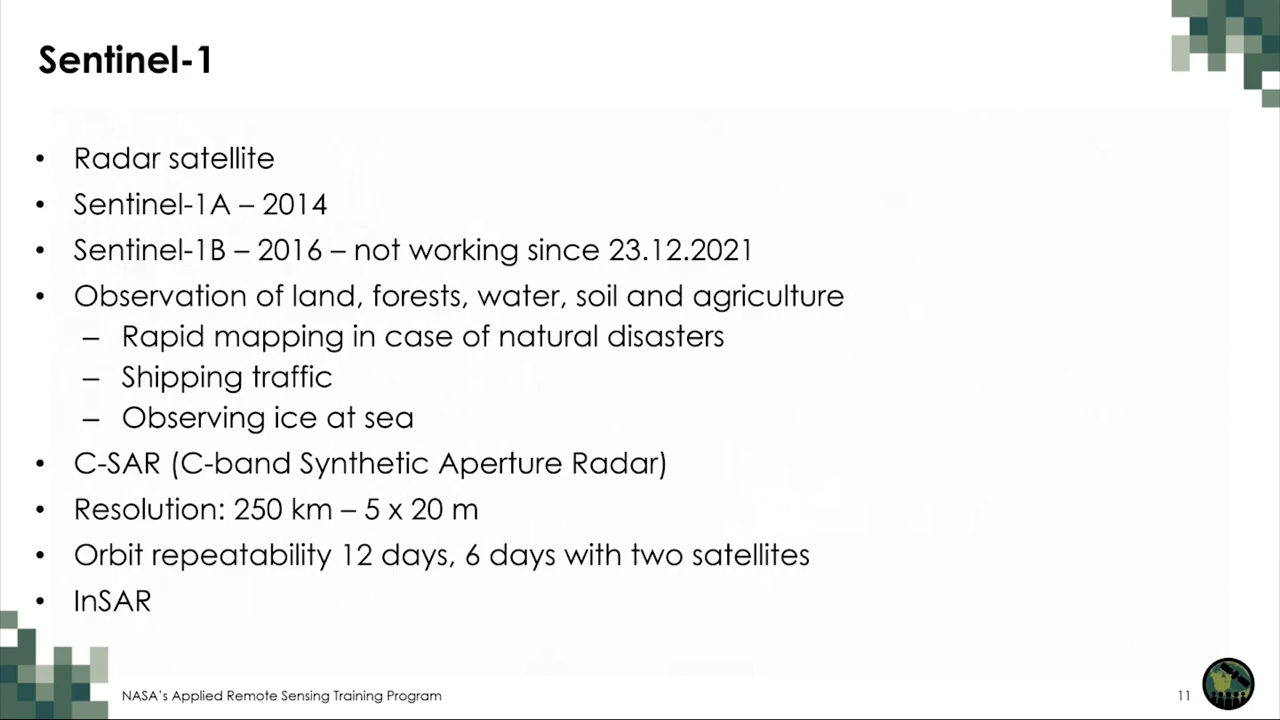 Sentinel-1
• Radar satellite
• Sentinel-1A – 2014
• Sentinel-1B – 2016 – not working since 23.12.2021
• Observation of land, forests, water, soil and agriculture
– Rapid mapping in case of natural disasters
– Shipping traffic
– Observing ice at sea
• C-SAR (C-band Synthetic Aperture Radar)
• Resolution: 250 km – 5 x 20 m
• Orbit repeatability 12 days, 6 days with two satellites
• InSAR
NASA's Applied Remote Sensing Training Program
11